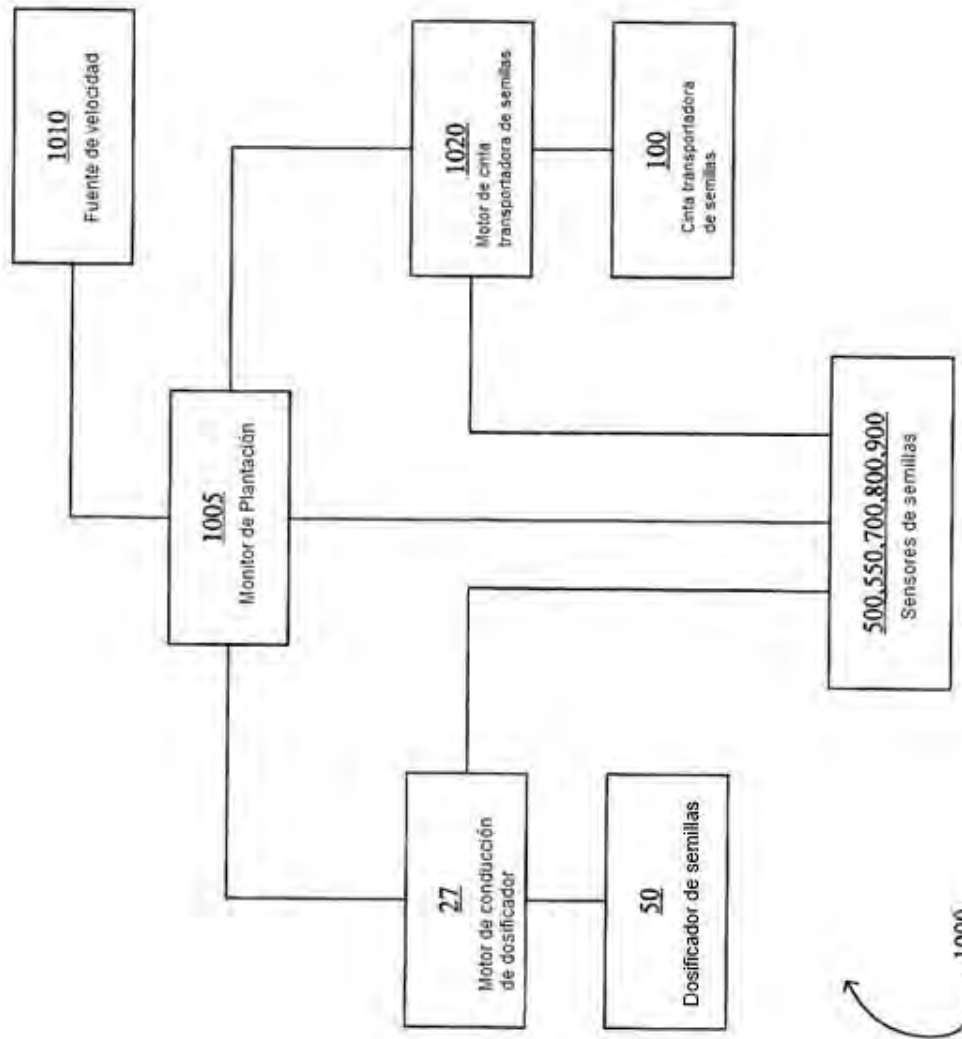 1010
Fuente de velocidad
1005
Monitor de Plantación
1020
Motor de cinta
transportadora de semillas
100
Cinta transportadora
de semillas
27
Motor de conducción
de dosificador
50
Dosificador de semillas
500,550,700,800,900
Sensores de semillas
1000